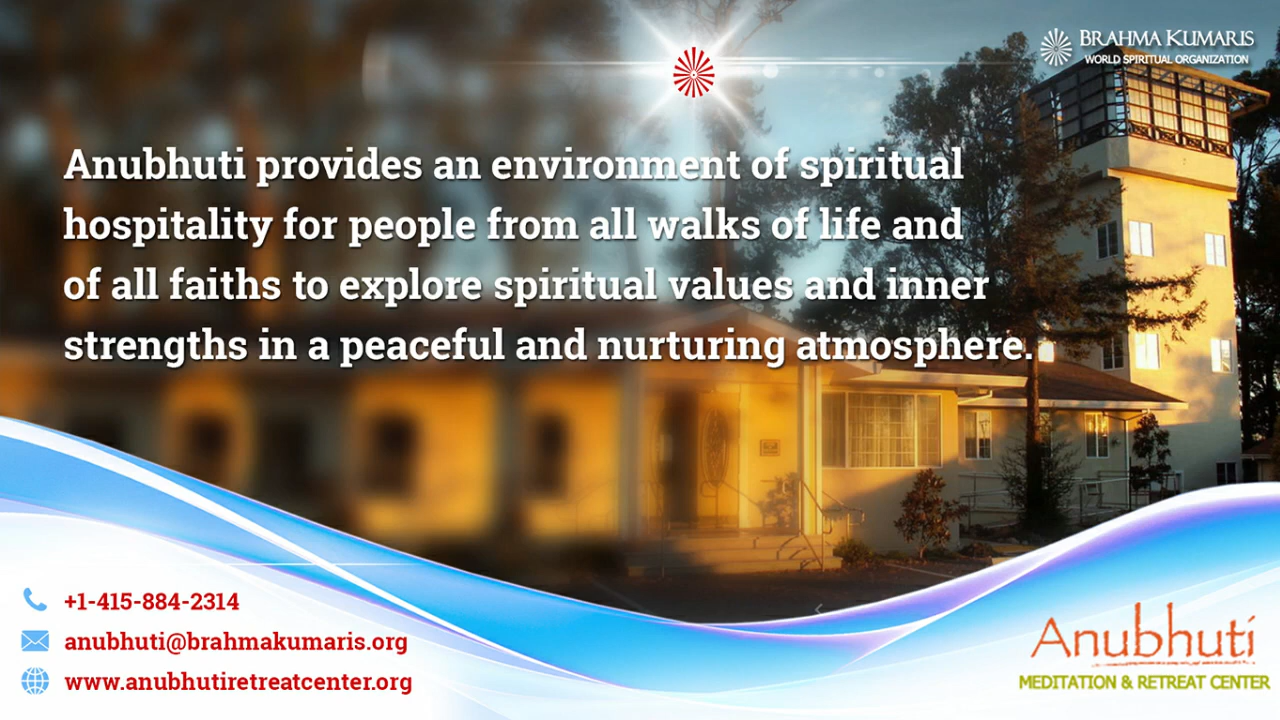 BRAHMA KUMARIS
WORLD SPIRITUAL ORGANIZATION
Anubhuti provides an environment of spiritual
hospitality for people from all walks of life and
of all faiths to explore spiritual values and inner
strengths in a peaceful and nurturing atmosphere.
+1-415-884-2314
anubhuti@brahmakumaris.org
www.anubhutiretreatcenter.org
Anubhuti
MEDITATION & RETREAT CENTER